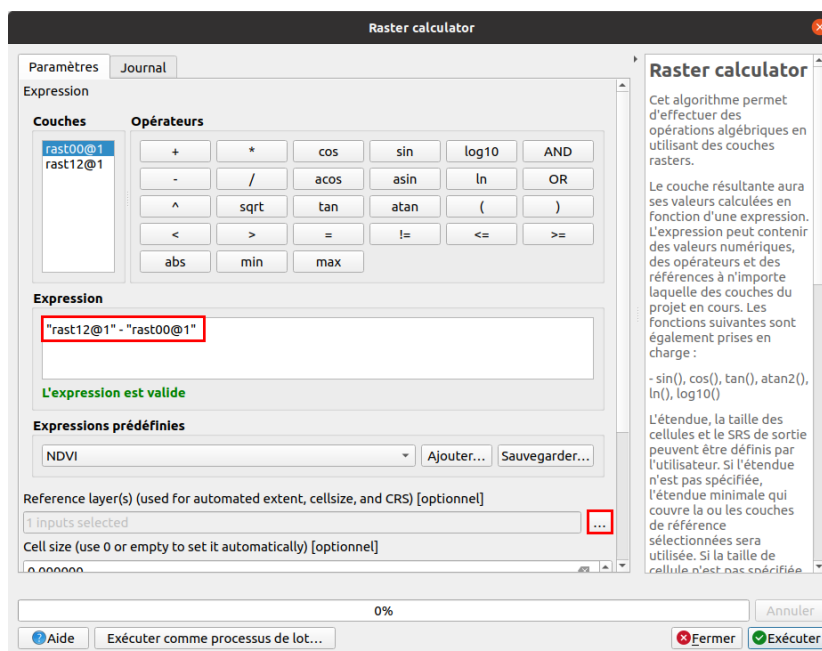 Raster calculator
Paramètres
Journal
Expression
Couches
Opérateurs
rast00@1
rast12@1
+ * cos sin log10 AND
- / acos asin ln OR
^ sqrt tan atan ( )
< > = != <= >=
abs min max
Expression
"rast12@1" - "rast00@1"
L'expression est valide
Expressions prédéfinies
NDVI
Ajouter...
Sauvegarder...
Reference layer(s) (used for automated extent, cellsize, and CRS) [optionnel]
1 inputs selected
...
Cell size (use 0 or empty to set it automatically) [optionnel]
0.000000
Raster calculator
Cet algorithme permet
d'effectuer des
opérations algébriques en
utilisant des couches
rasters.
Le couche résultante aura
ses valeurs calculées en
fonction d'une expression.
L'expression peut contenir
des valeurs numériques,
des opérateurs et des
références à n'importe
laquelle des couches du
projet en cours. Les
fonctions suivantes sont
également prises en
charge :
- sin(), cos(), tan(), atan2(),
ln(), log10()
L'étendue, la taille des
cellules et le SRS de sortie
peuvent être définis par
l'utilisateur. Si l'étendue
n'est pas spécifiée,
l'étendue minimale qui
couvre la ou les couches
de référence
sélectionnées sera
utilisée. Si la taille de
cellule n'est pas spécifiée,
0%
Annuler
Aide
Exécuter comme processus de lot...
Fermer
Exécuter